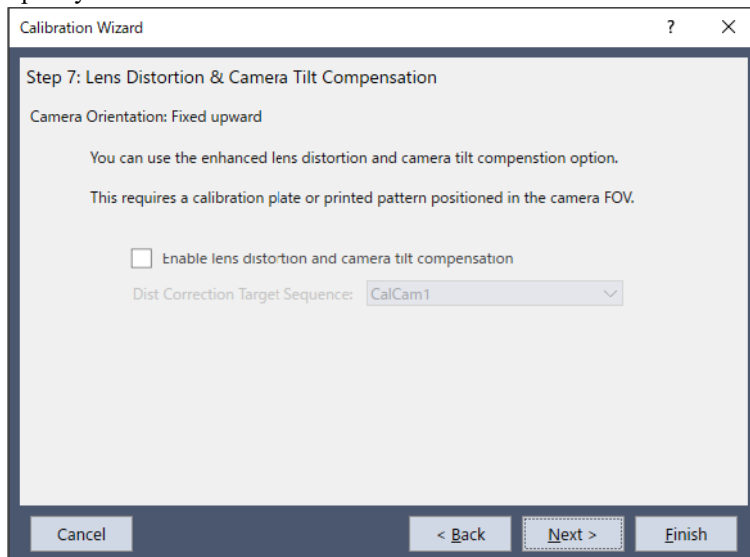 Calibration Wizard ? ✕
Step 7: Lens Distortion & Camera Tilt Compensation
Camera Orientation: Fixed upward
You can use the enhanced lens distortion and camera tilt compenstion option.
This requires a calibration plate or printed pattern positioned in the camera FOV.
Enable lens distortion and camera tilt compensation
Dist Correction Target Sequence: CalCam1
Cancel < Back Next > Finish